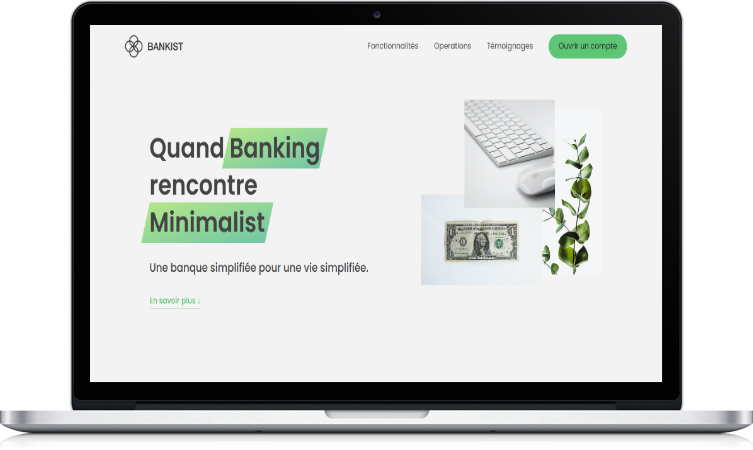 BANKIST
Fonctionnalités Operations Témoignages Ouvrir un compte
Quand Banking
rencontre
Minimalist
Une banque simplifiée pour une vie simplifiée.
En savoir plus ↓